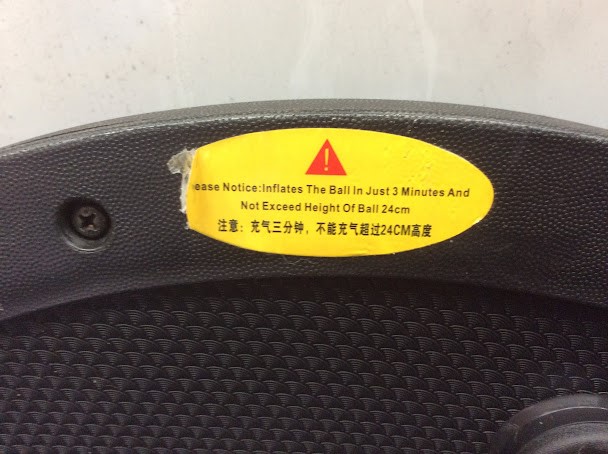 ease Notice:Inflates The Ball In Just 3 Minutes And
Not Exceed Height Of Ball 24cm
注意：充气三分钟，不能充气超过24CM高度